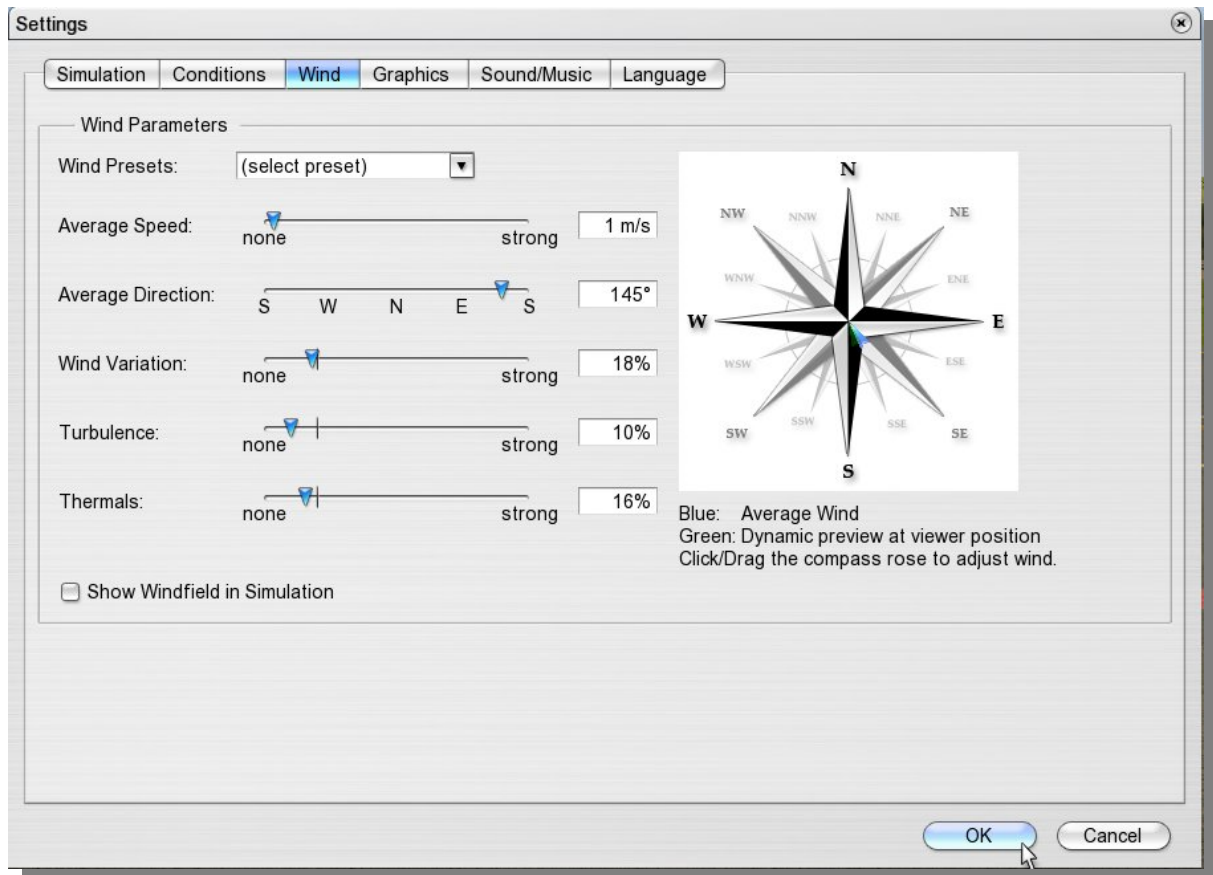 Settings
Simulation Conditions Wind Graphics Sound/Music Language
Wind Parameters
Wind Presets: (select preset)
Average Speed: none strong 1 m/s
Average Direction: S W N E S 145°
Wind Variation: none strong 18%
Turbulence: none strong 10%
Thermals: none strong 16%
Show Windfield in Simulation
N
NW NNW NNE NE
WNW ENE
W E
WSW ESE
SW SSW SSE SE
S
Blue: Average Wind
Green: Dynamic preview at viewer position
Click/Drag the compass rose to adjust wind.
OK Cancel